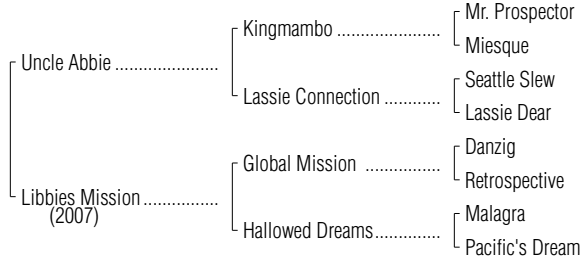 Mr. Prospector
Kingmambo ......................
Miesque
Uncle Abbie ......................
Seattle Slew
Lassie Connection ............
Lassie Dear
Danzig
Global Mission ................
Retrospective
Libbies Mission ................
(2007)
Malagra
Hallowed Dreams..............
Pacific's Dream